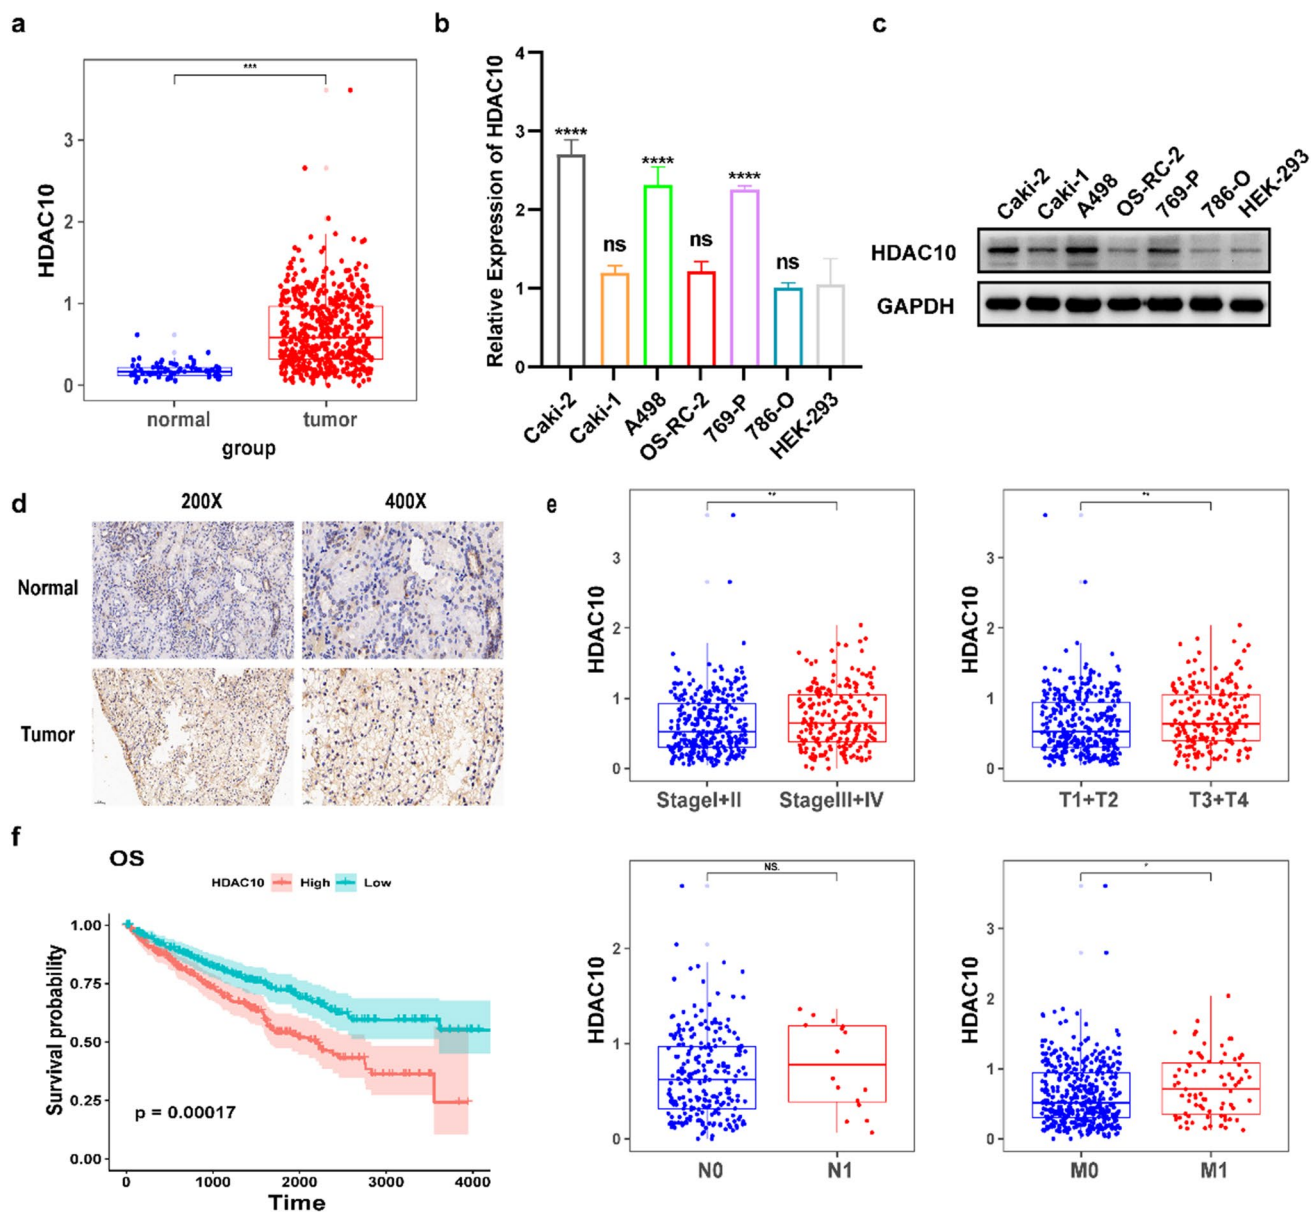 a
***
HDAC10
3
2
1
0
normal
tumor
group
b
Relative Expression of HDAC10
4
3
2
1
0
****
ns
****
ns
****
ns
Caki-2
Caki-1
A498
OS-RC-2
769-P
786-O
HEK-293
c
Caki-2
Caki-1
A498
OS-RC-2
769-P
786-O
HEK-293
HDAC10
GAPDH
d
200X
400X
Normal
Tumor
e
**
HDAC10
3
2
1
0
StageI+II
StageIII+IV
**
HDAC10
3
2
1
0
T1+T2
T3+T4
f
OS
HDAC10 High Low
Survival probability
1.00
0.75
0.50
0.25
0.00
p = 0.00017
0
1000
2000
3000
4000
Time
NS.
HDAC10
2
1
0
N0
N1
*
HDAC10
3
2
1
0
M0
M1